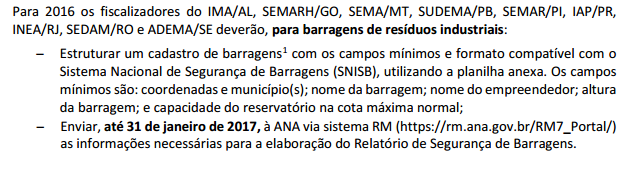 Para 2016 os fiscalizadores do IMA/AL, SEMARH/GO, SEMA/MT, SUDEMA/PB, SEMAR/PI, IAP/PR,
INEA/RJ, SEDAM/RO e ADEMA/SE deverão, para barragens de resíduos industriais:
− Estruturar um cadastro de barragens¹ com os campos mínimos e formato compatível com o
Sistema Nacional de Segurança de Barragens (SNISB), utilizando a planilha anexa. Os campos
mínimos são: coordenadas e município(s); nome da barragem; nome do empreendedor; altura
da barragem; e capacidade do reservatório na cota máxima normal;
− Enviar, até 31 de janeiro de 2017, à ANA via sistema RM (https://rm.ana.gov.br/RM7_Portal/)
as informações necessárias para a elaboração do Relatório de Segurança de Barragens.